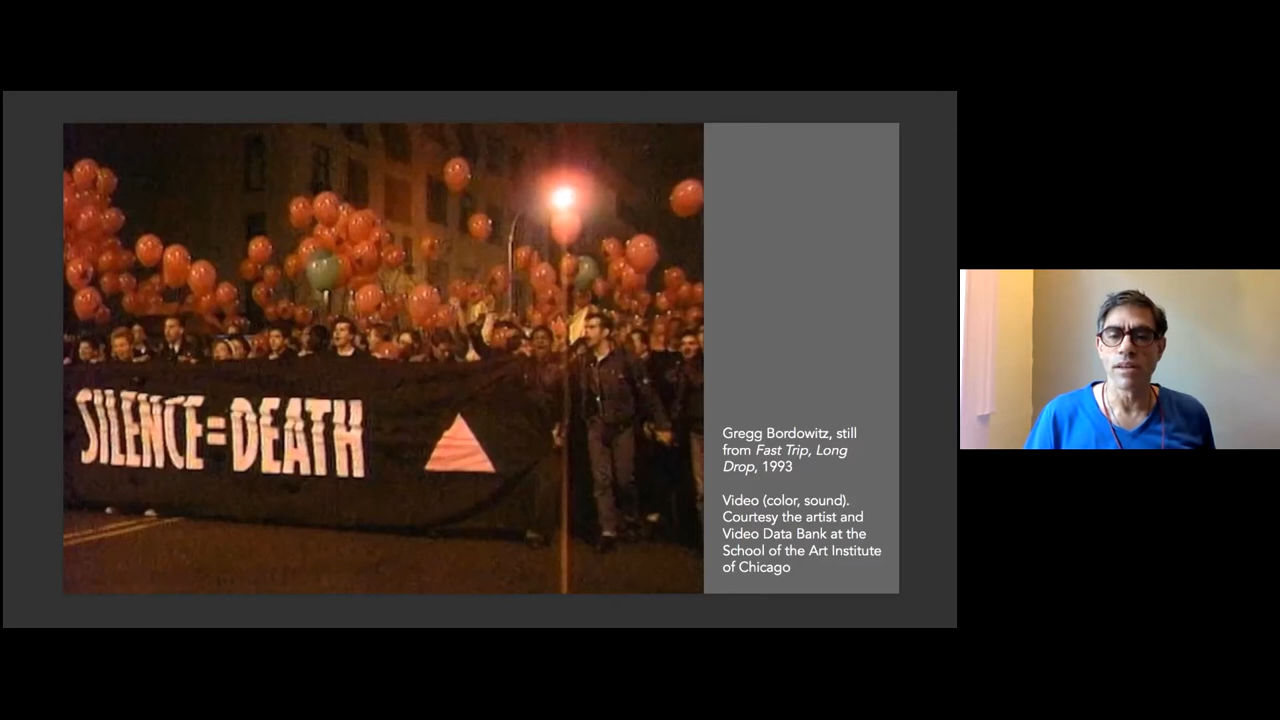 SILENCE=DEATH
Gregg Bordowitz, still
from Fast Trip, Long
Drop, 1993
Video (color, sound).
Courtesy the artist and
Video Data Bank at the
School of the Art Institute
of Chicago